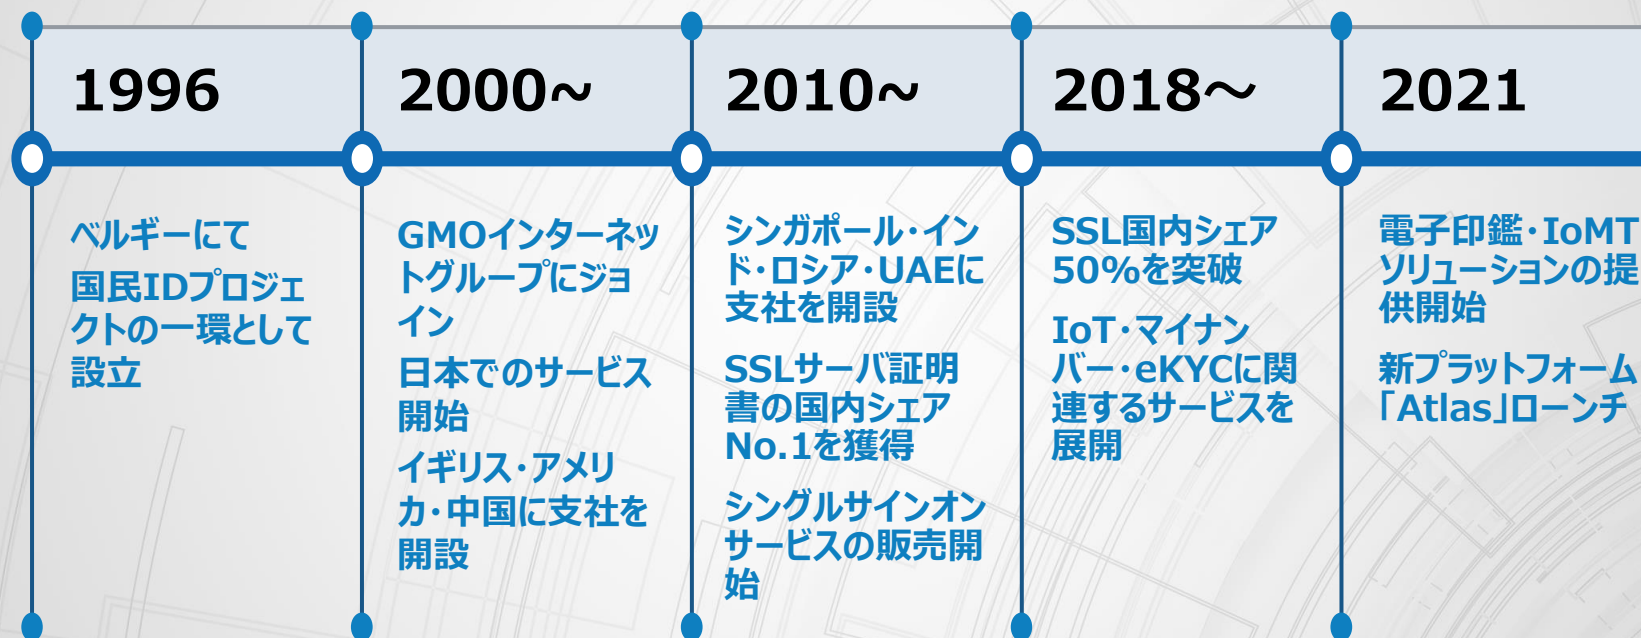 1996
ベルギーにて
国民IDプロジェ
クトの一環として
設立
2000~
GMOインターネッ
トグループにジョ
イン
日本でのサービス
開始
イギリス・アメリ
カ・中国に支社を
開設
2010~
シンガポール・イン
ド・ロシア・UAEに
支社を開設
SSLサーバ証明
書の国内シェア
No.1を獲得
シングルサインオン
サービスの販売開
始
2018～
SSL国内シェア
50%を突破
IoT・マイナン
バー・eKYCに関
連するサービスを
展開
2021
電子印鑑・IoMT
ソリューションの提
供開始
新プラットフォーム
「Atlas」ローンチ